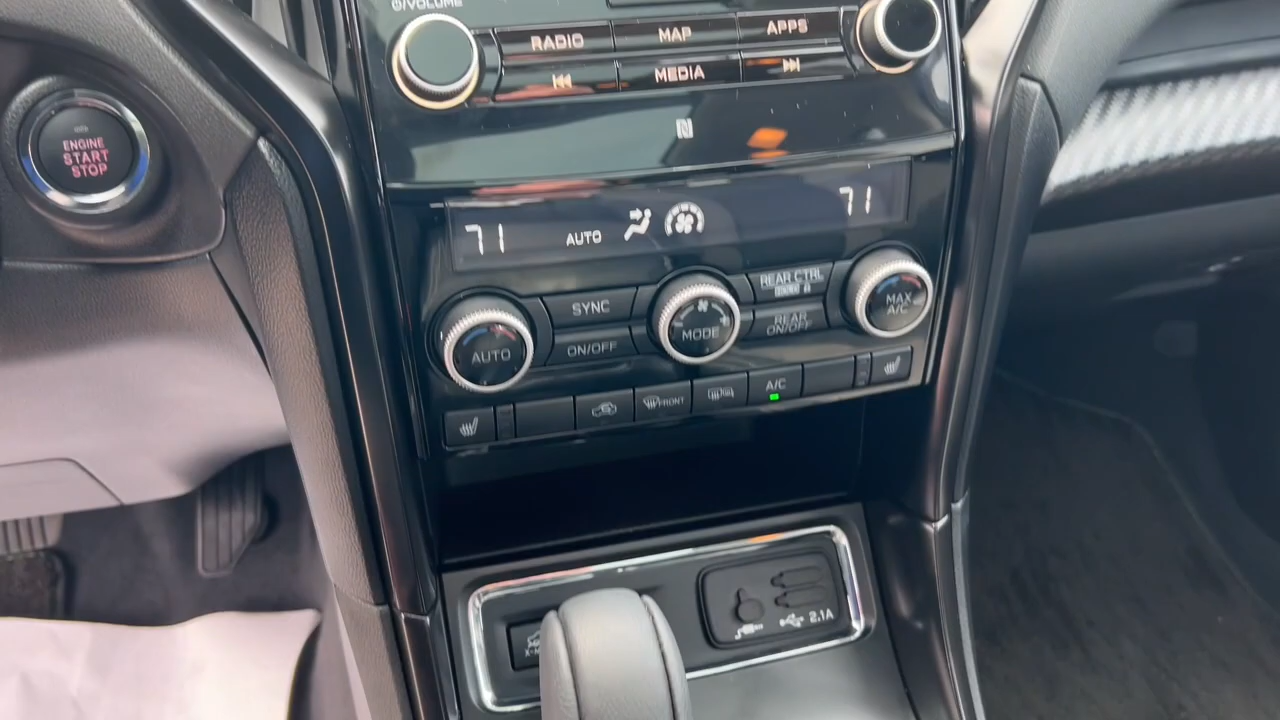 ⏻/VOLUME
RADIO MAP APPS
MEDIA
ENGINE
START
STOP
71 AUTO 71
SYNC
REAR CTRL
MODE
MAX
A/C
AUTO
ON/OFF
REAR
ON/OFF
FRONT
A/C
2.1A